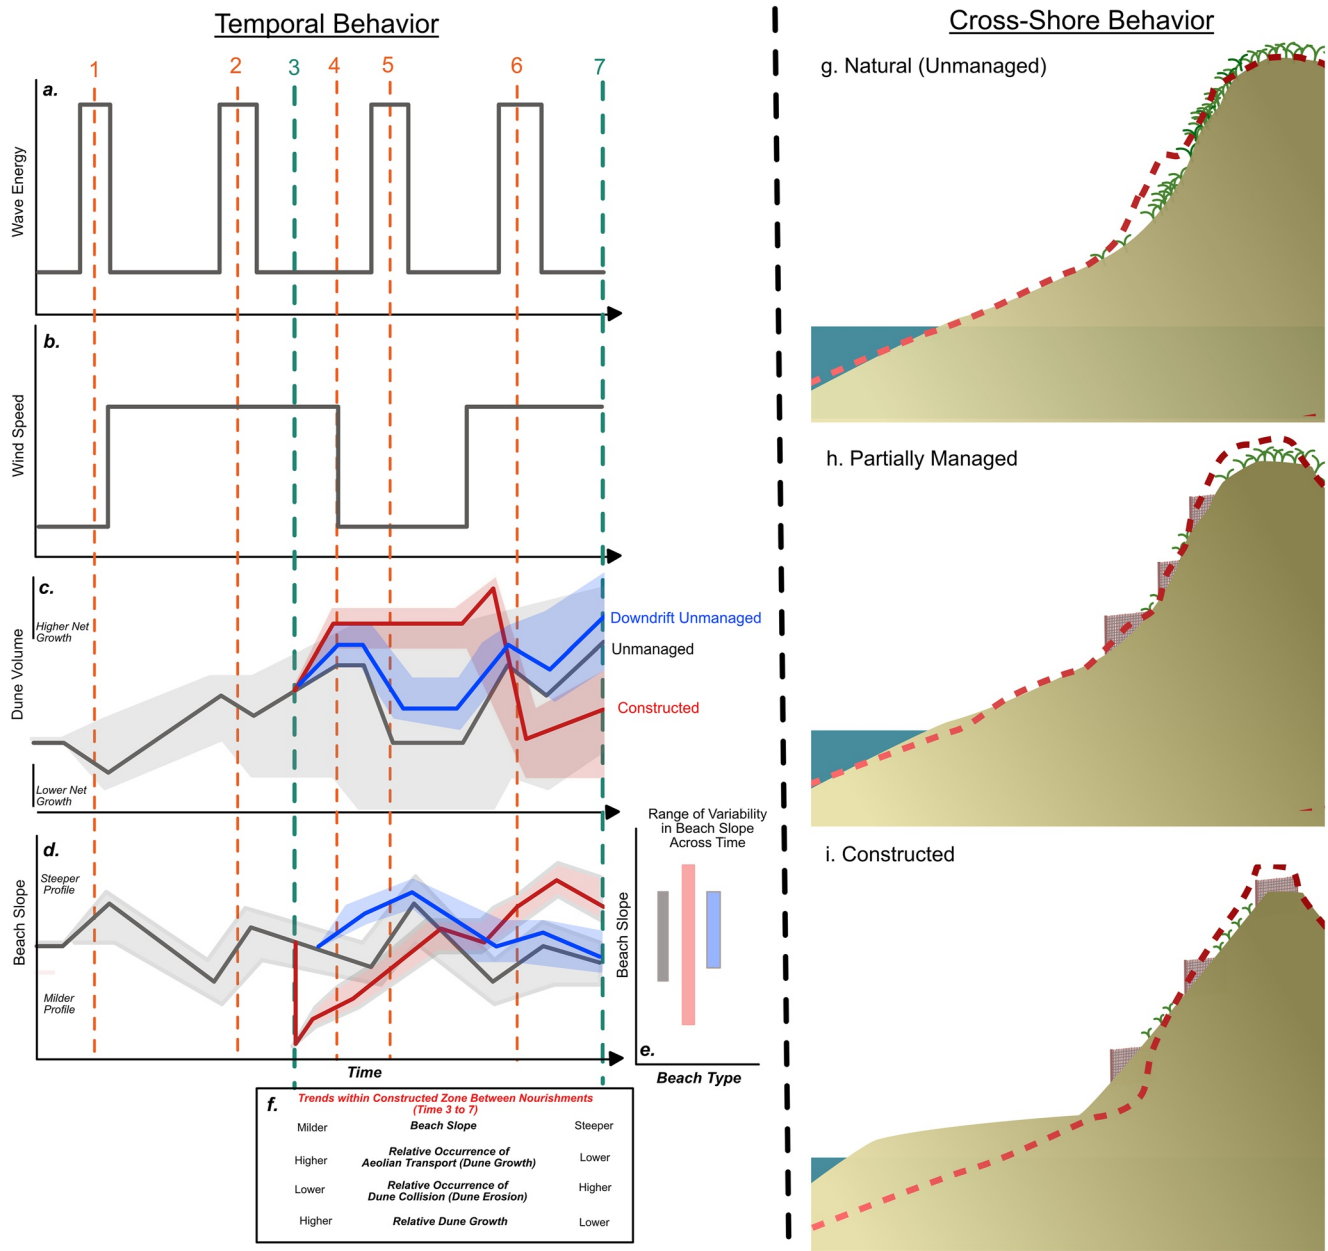 Temporal Behavior
Cross-Shore Behavior
1 2 3 4 5 6 7
a.
Wave Energy
b.
Wind Speed
c.
Higher Net
Growth
Dune Volume
Lower Net
Growth
Downdrift Unmanaged
Unmanaged
Constructed
d.
Steeper
Profile
Beach Slope
Milder
Profile
Time
Range of Variability
in Beach Slope
Across Time
Beach Slope
e.
Beach Type
f.
Trends within Constructed Zone Between Nourishments
(Time 3 to 7)
Milder Beach Slope Steeper
Higher Relative Occurrence of Lower
Aeolian Transport (Dune Growth)
Lower Relative Occurrence of Higher
Dune Collision (Dune Erosion)
Higher Relative Dune Growth Lower
g. Natural (Unmanaged)
h. Partially Managed
i. Constructed